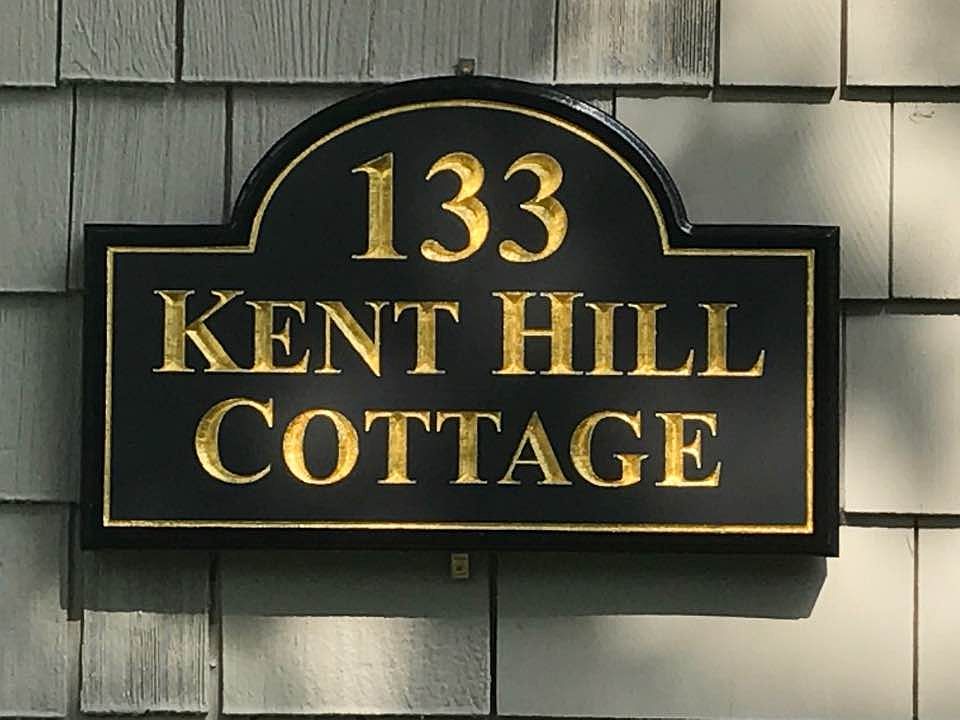 133
KENT HILL
COTTAGE